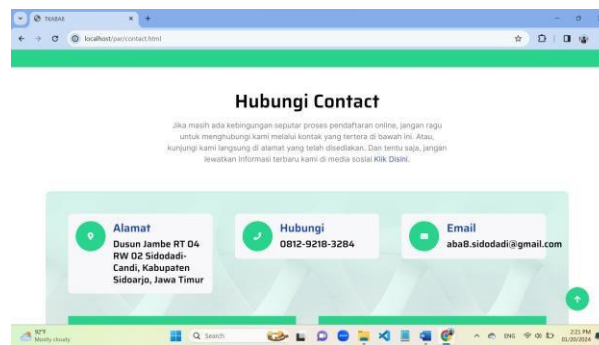 TKABA8
localhost/par/contact.html
Hubungi Contact
Jika masih ada kebingungan seputar proses pendaftaran online, jangan ragu
untuk menghubungi kami melalui kontak yang tertera di bawah ini. Atau,
kunjungi kami langsung di alamat yang telah disediakan. Dan tentu saja, jangan
lewatkan informasi terbaru kami di media sosial Klik Disini.
Alamat
Dusun Jambe RT 04
RW 02 Sidodadi-
Candi, Kabupaten
Sidoarjo, Jawa Timur
Hubungi
0812-9218-3284
Email
aba8.sidodadi@gmail.com
92°F
Mostly cloudy
Search
ENG
2:21 PM
01/20/2024